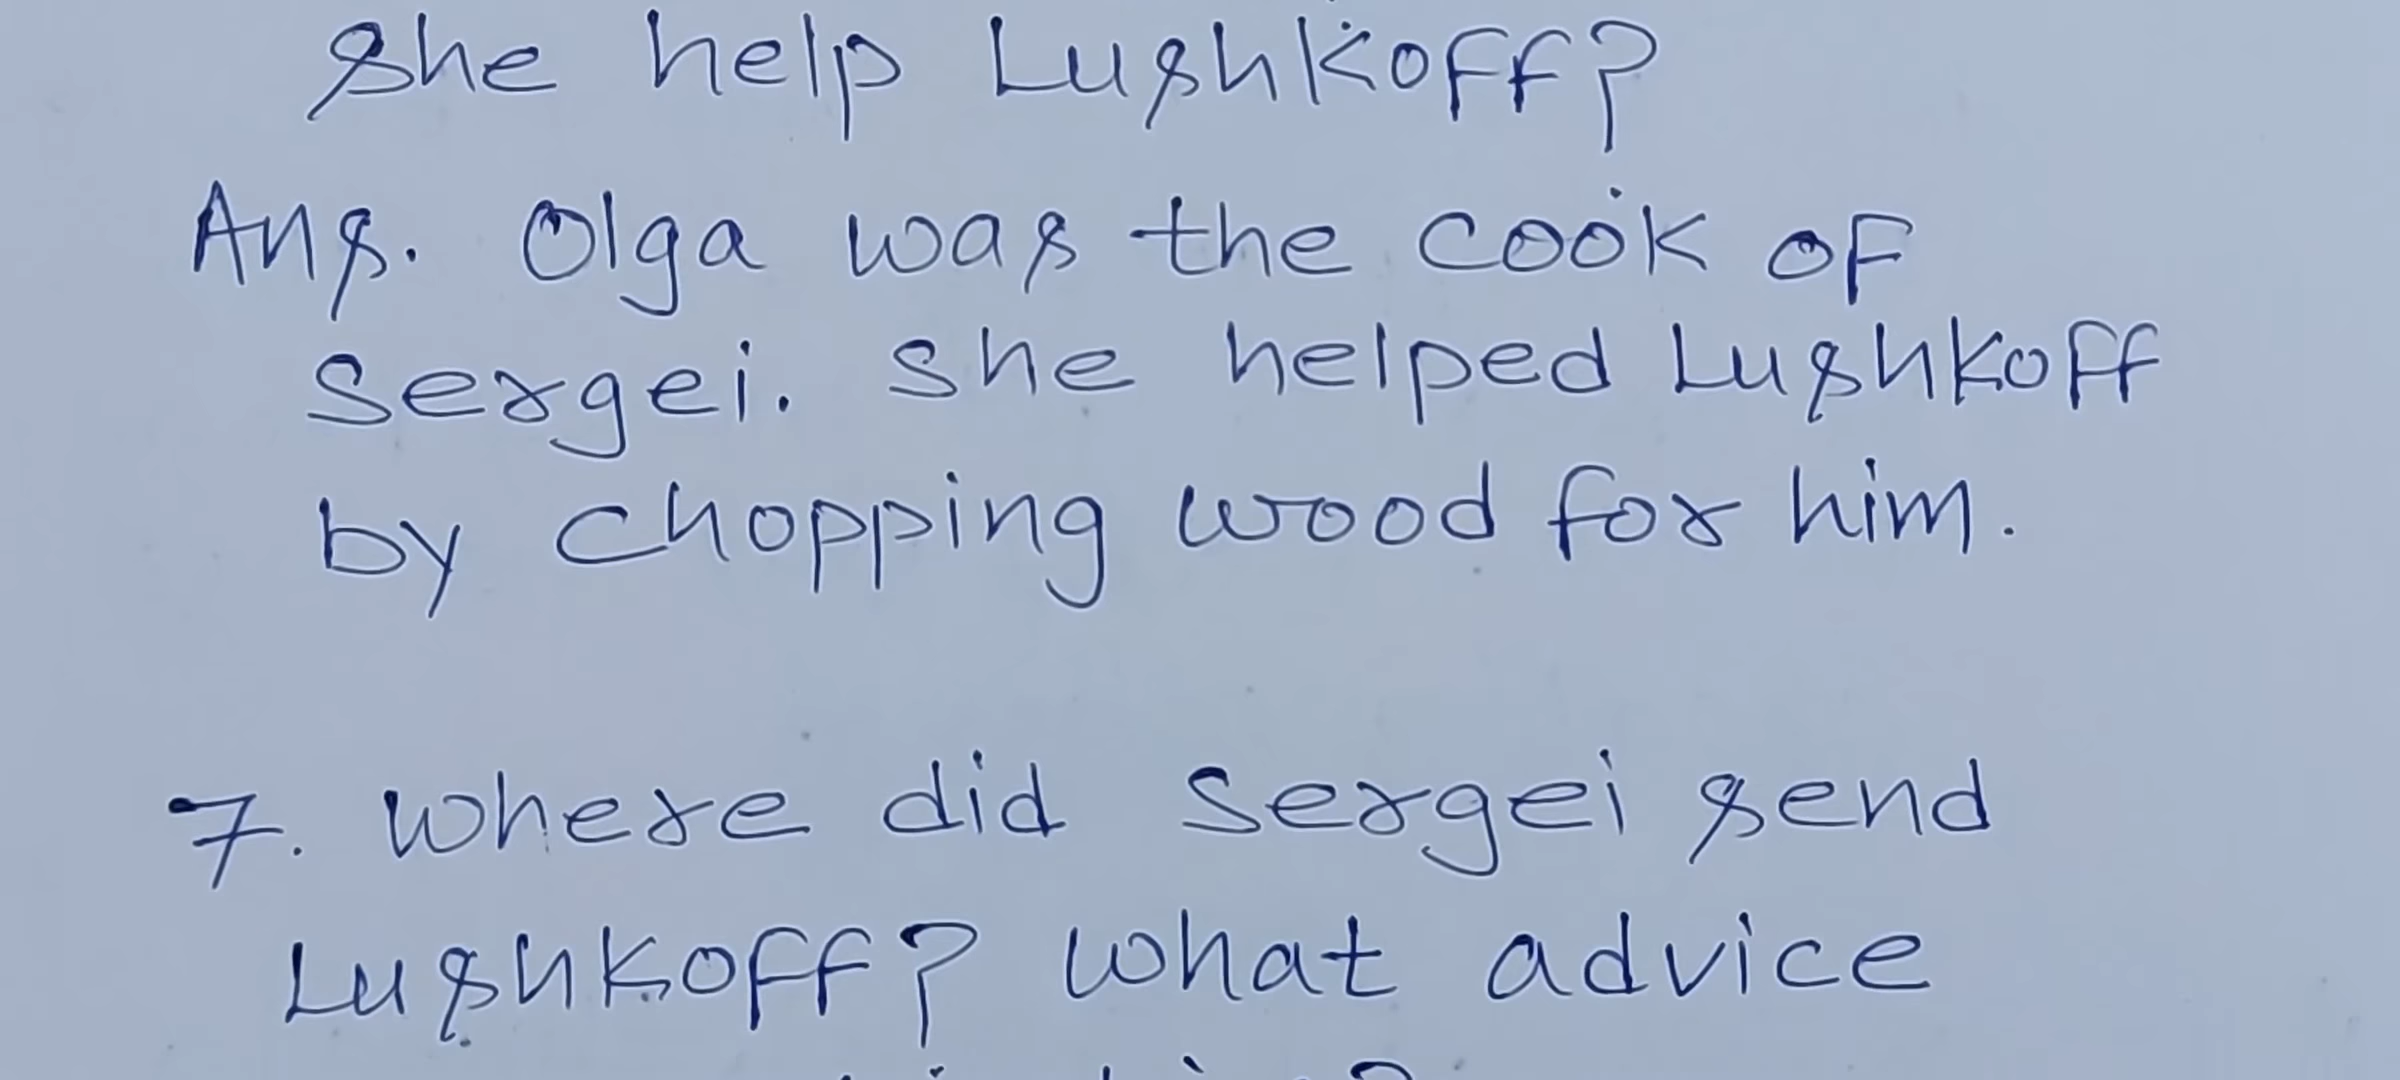 she help Lushkoff?
Ans. Olga was the cook of
Sergei. She helped Lushkoff
by chopping wood for him.
7. Where did Sergei send
Lushkoff? What advice